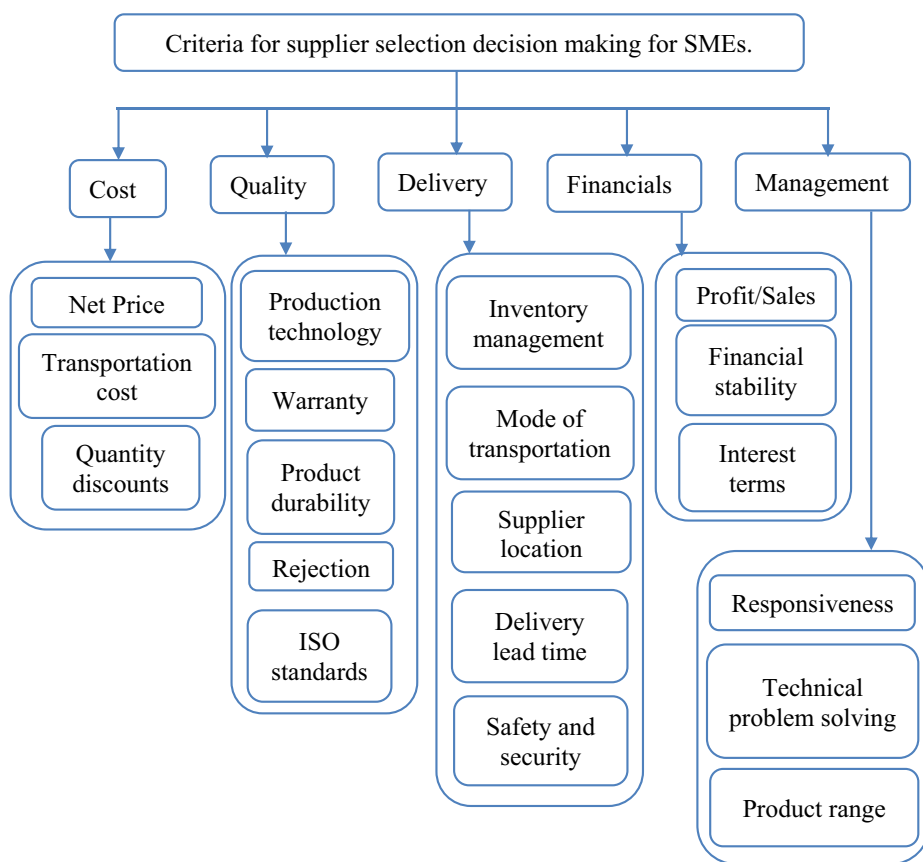 Criteria for supplier selection decision making for SMEs.
Cost
Quality
Delivery
Financials
Management
Net Price
Transportation
cost
Quantity
discounts
Production
technology
Warranty
Product
durability
Rejection
ISO
standards
Inventory
management
Mode of
transportation
Supplier
location
Delivery
lead time
Safety and
security
Profit/Sales
Financial
stability
Interest
terms
Responsiveness
Technical
problem solving
Product range